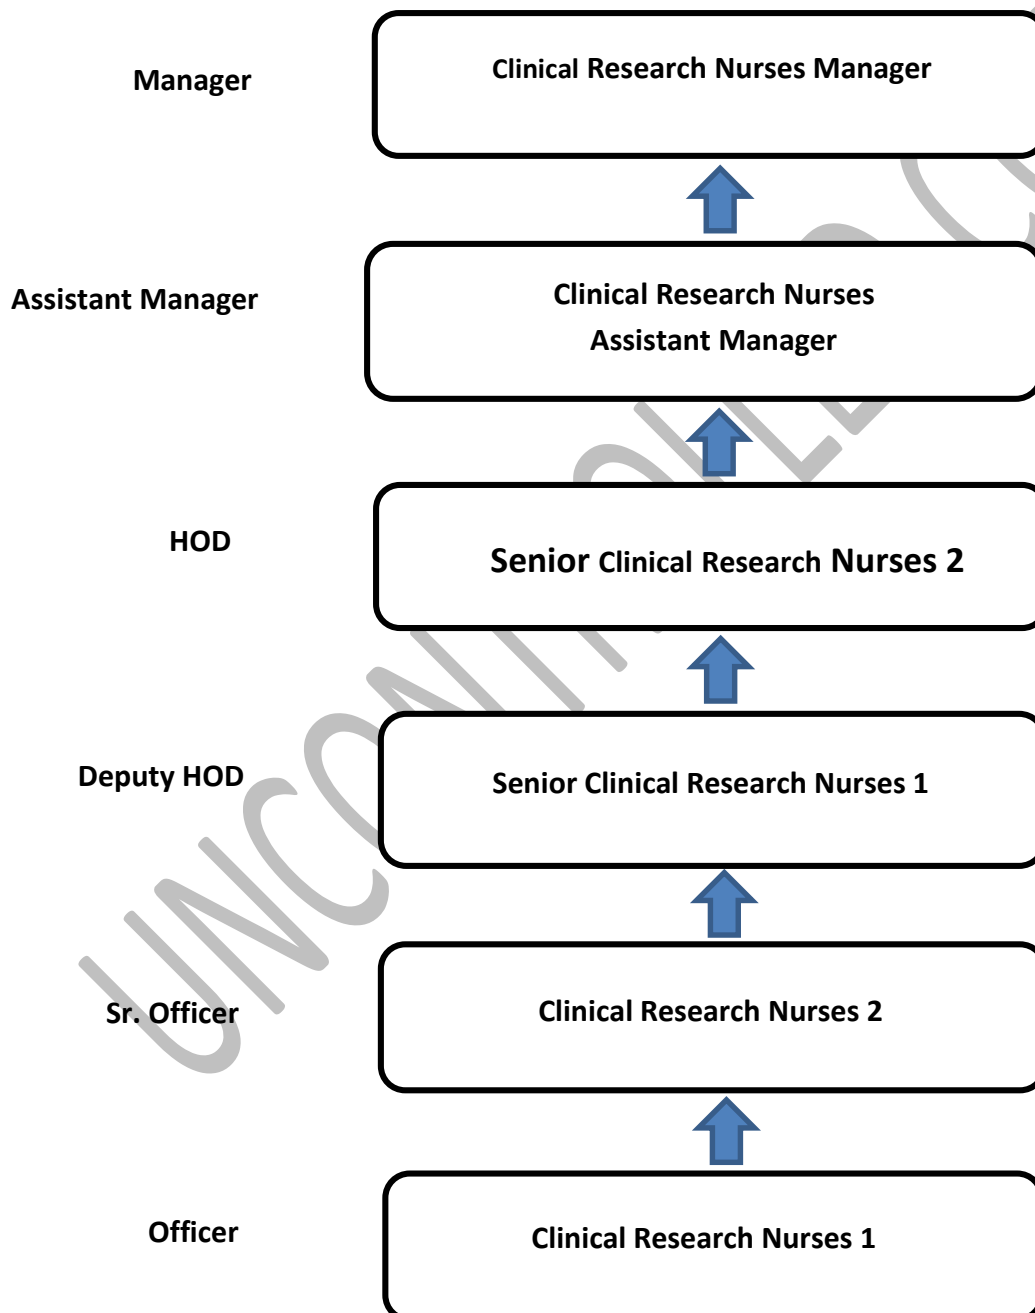 Manager
Clinical Research Nurses Manager
Assistant Manager
Clinical Research Nurses
Assistant Manager
HOD
Senior Clinical Research Nurses 2
Deputy HOD
Senior Clinical Research Nurses 1
Sr. Officer
Clinical Research Nurses 2
Officer
Clinical Research Nurses 1
UNCONTROLLED